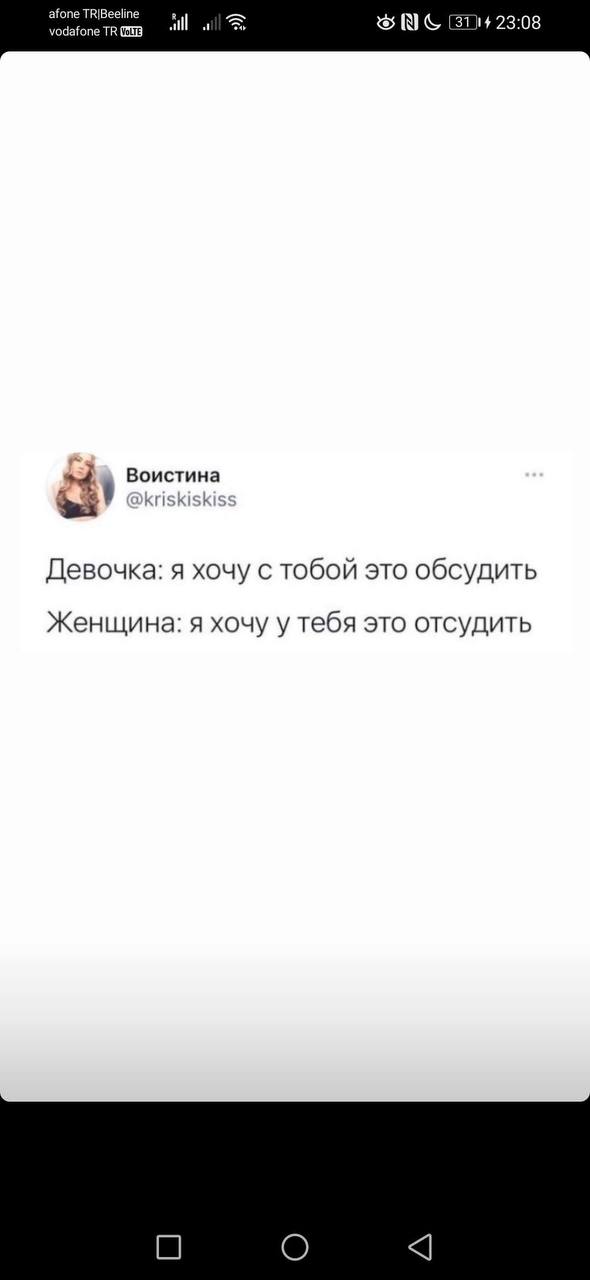 afone TR|Beeline
vodafone TR VoLTE
R
31
23:08
Воистина
@kriskiskiss
Девочка: я хочу с тобой это обсудить
Женщина: я хочу у тебя это отсудить